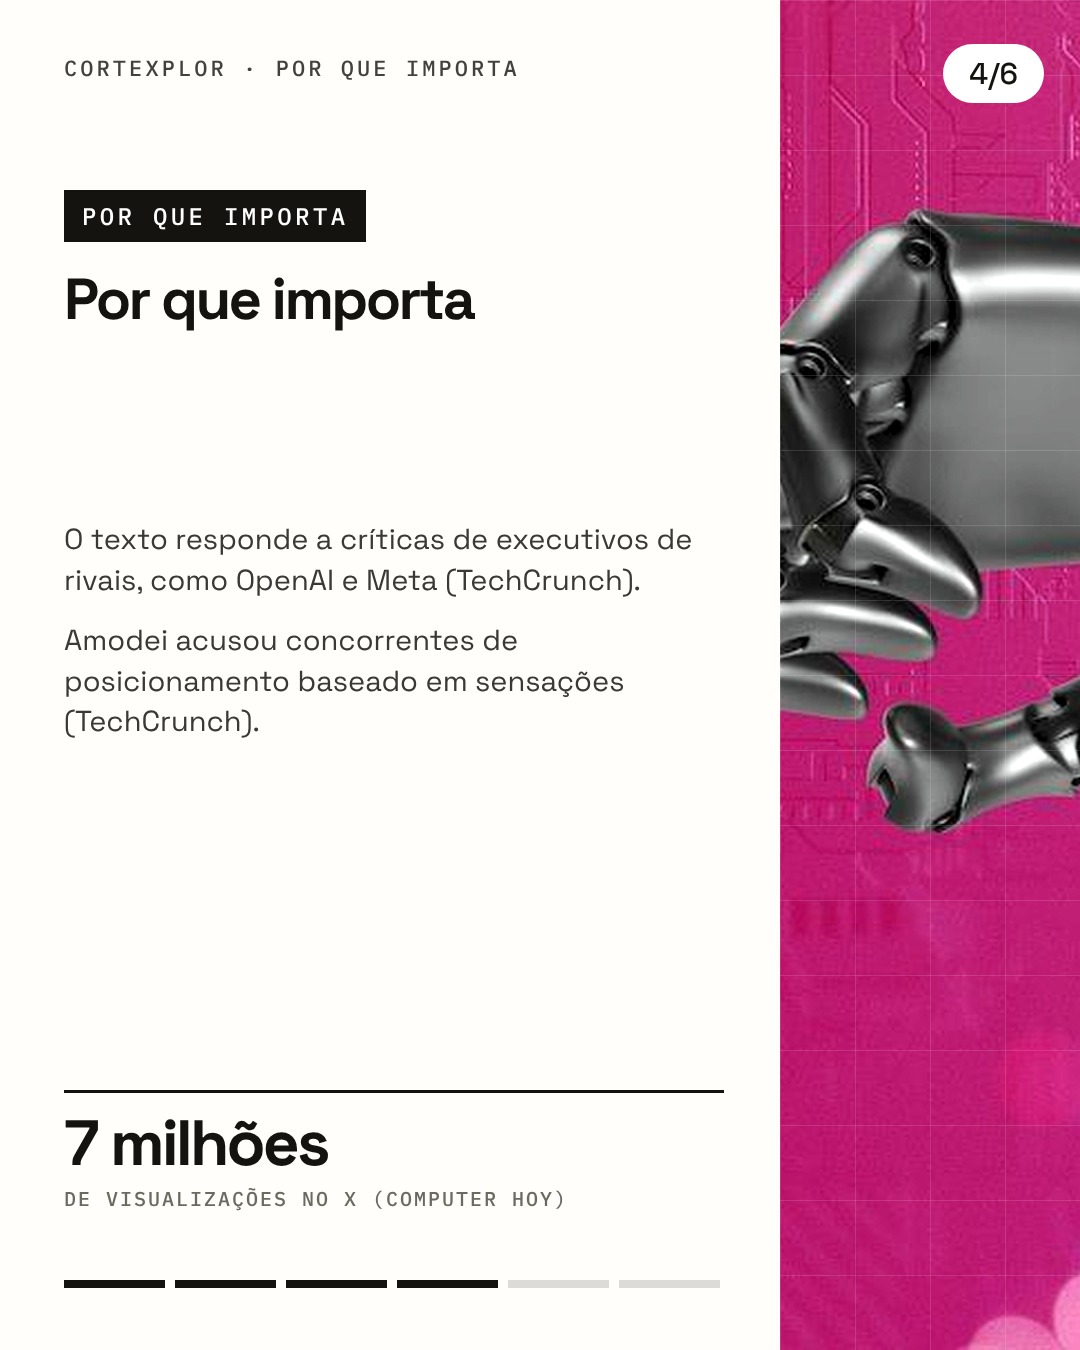 CORTEXPLOR · POR QUE IMPORTA
4/6
POR QUE IMPORTA
Por que importa
O texto responde a críticas de executivos de
rivais, como OpenAI e Meta (TechCrunch).
Amodei acusou concorrentes de
posicionamento baseado em sensações
(TechCrunch).
7 milhões
DE VISUALIZAÇÕES NO X (COMPUTER HOY)